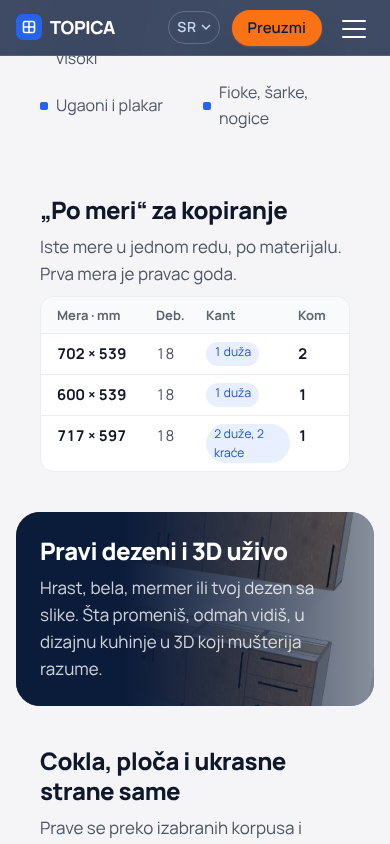 TOPICA
SR
Preuzmi
visoki
Ugaoni i plakar
Fioke, šarke,
nogice
„Po meri“ za kopiranje
Iste mere u jednom redu, po materijalu.
Prva mera je pravac goda.
Mera · mm Deb. Kant Kom
702 × 539 18 1 duža 2
600 × 539 18 1 duža 1
717 × 597 18 2 duže, 2 kraće 1
Pravi dezeni i 3D uživo
Hrast, bela, mermer ili tvoj dezen sa
slike. Šta promeniš, odmah vidiš, u
dizajnu kuhinje u 3D koji mušterija
razume.
Cokla, ploča i ukrasne
strane same
Prave se preko izabranih korpusa i